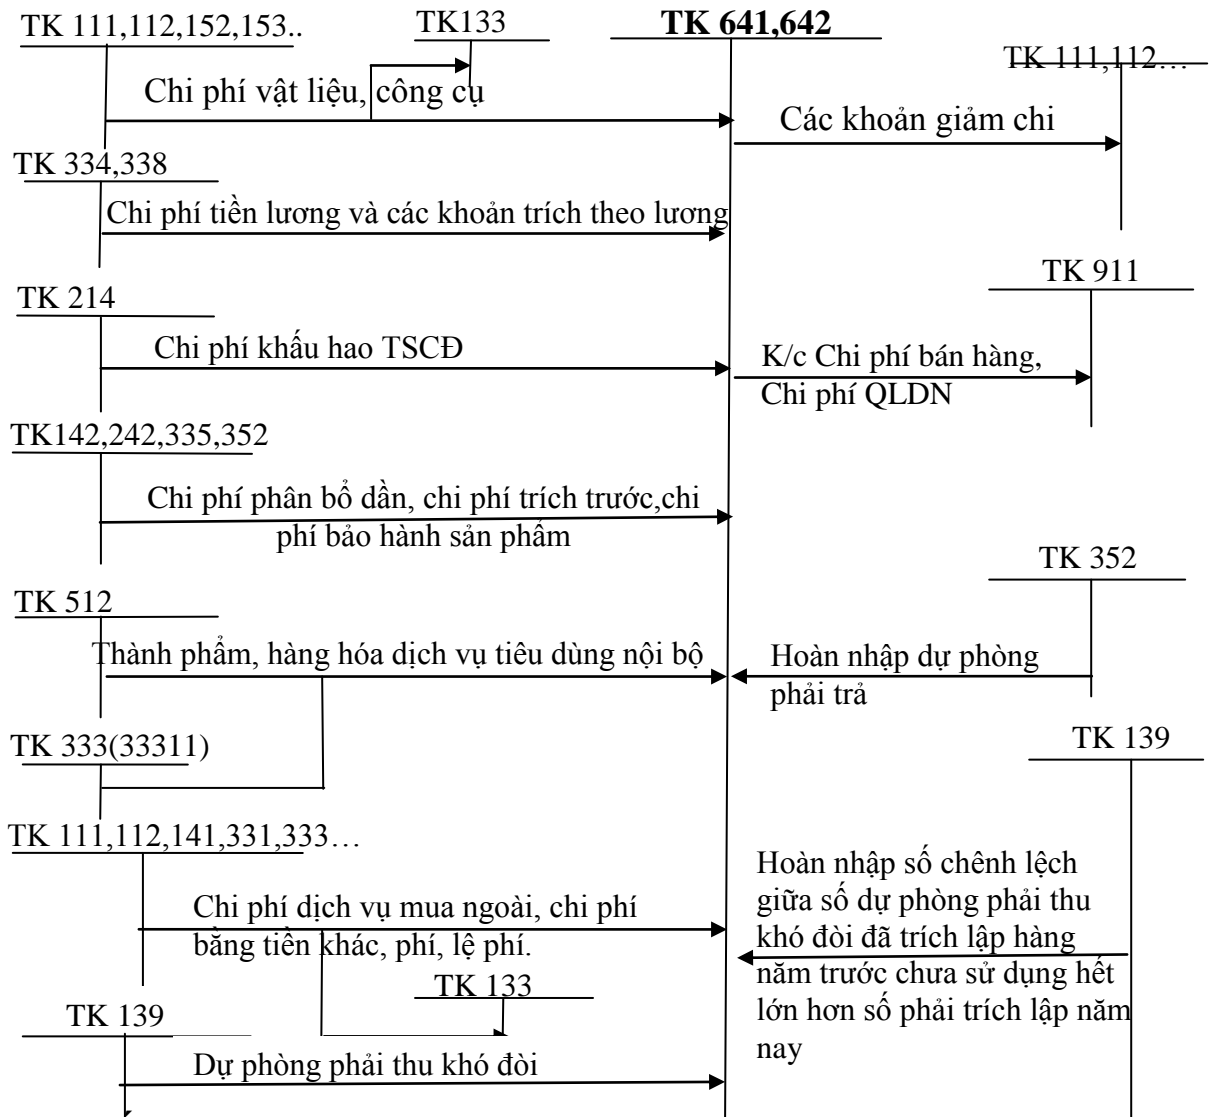 TK 111,112,152,153..
TK133
TK 641,642
TK 111,112…
Chi phí vật liệu, công cụ
Các khoản giảm chi
TK 334,338
Chi phí tiền lương và các khoản trích theo lương
TK 911
TK 214
Chi phí khấu hao TSCĐ
K/c Chi phí bán hàng,
Chi phí QLDN
TK142,242,335,352
Chi phí phân bổ dần, chi phí trích trước,chi
phí bảo hành sản phẩm
TK 352
TK 512
Thành phẩm, hàng hóa dịch vụ tiêu dùng nội bộ
Hoàn nhập dự phòng
phải trả
TK 333(33311)
TK 139
TK 111,112,141,331,333…
Chi phí dịch vụ mua ngoài, chi phí
bằng tiền khác, phí, lệ phí.
Hoàn nhập số chênh lệch
giữa số dự phòng phải thu
khó đòi đã trích lập hàng
năm trước chưa sử dụng hết
lớn hơn số phải trích lập năm
nay
TK 133
TK 139
Dự phòng phải thu khó đòi